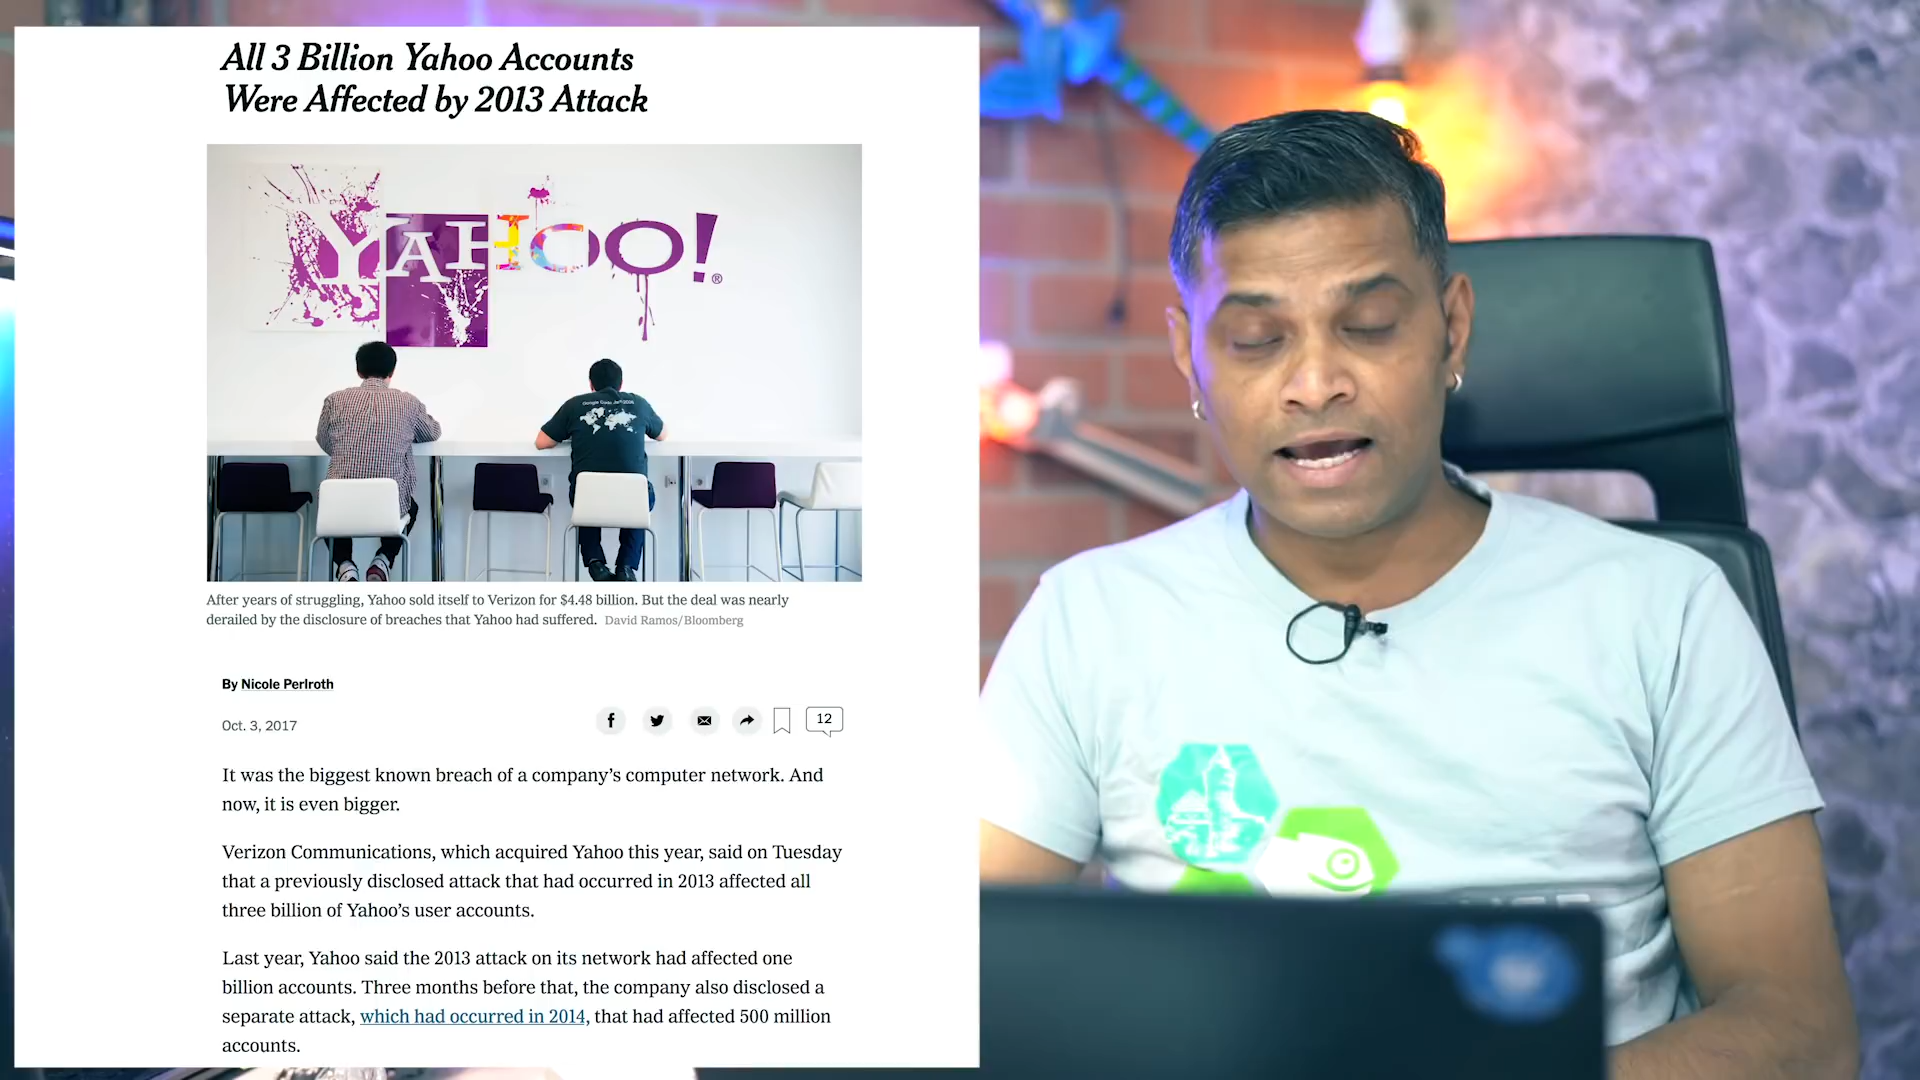 All 3 Billion Yahoo Accounts
Were Affected by 2013 Attack
YAHOO!
®
After years of struggling, Yahoo sold itself to Verizon for $4.48 billion. But the deal was nearly
derailed by the disclosure of breaches that Yahoo had suffered. David Ramos/Bloomberg
By Nicole Perlroth
Oct. 3, 2017
12
It was the biggest known breach of a company’s computer network. And
now, it is even bigger.
Verizon Communications, which acquired Yahoo this year, said on Tuesday
that a previously disclosed attack that had occurred in 2013 affected all
three billion of Yahoo’s user accounts.
Last year, Yahoo said the 2013 attack on its network had affected one
billion accounts. Three months before that, the company also disclosed a
separate attack, which had occurred in 2014, that had affected 500 million
accounts.